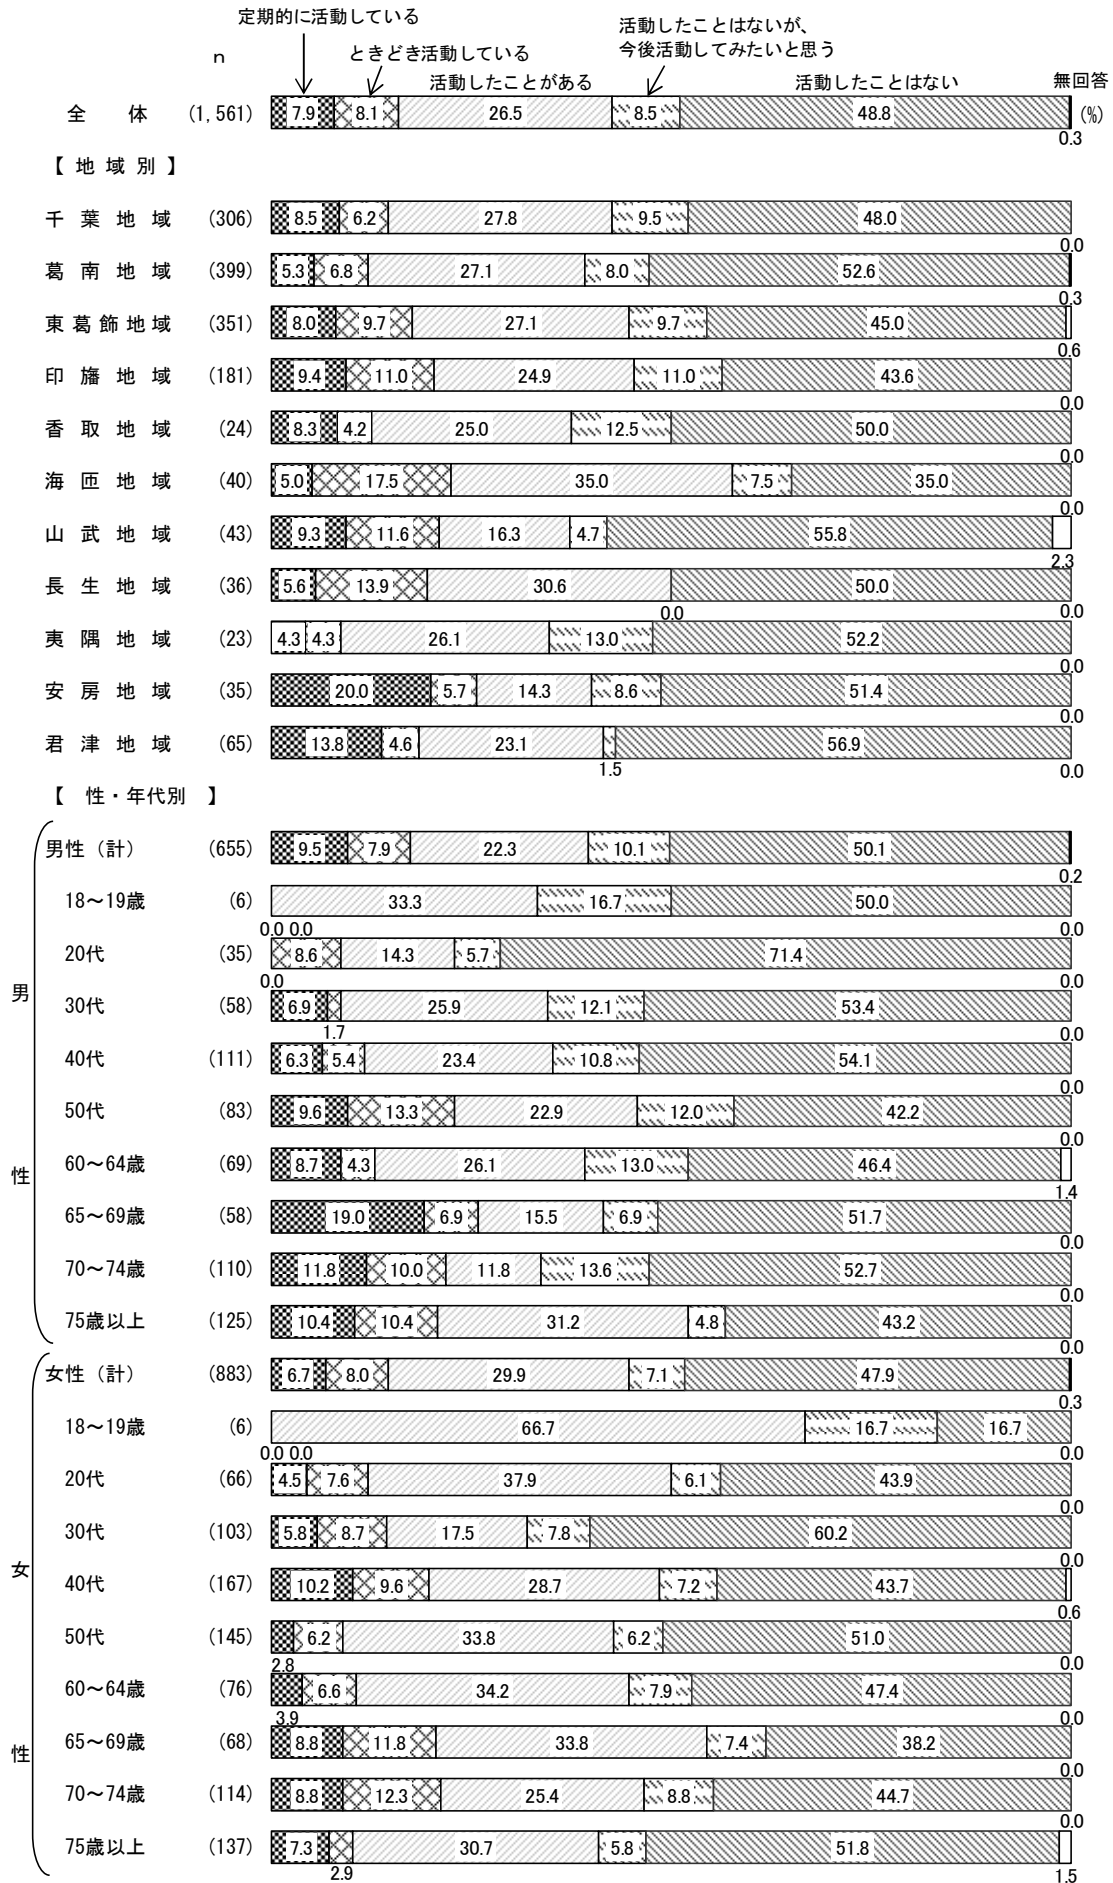 定期的に活動している
ときどき活動している
活動したことがある
活動したことはないが、
今後活動してみたいと思う
活動したことはない
無回答
n
(%)
全 体 (1,561) 7.9 8.1 26.5 8.5 48.8 0.3
【 地 域 別 】
千 葉 地 域 (306) 8.5 6.2 27.8 9.5 48.0 0.0
葛 南 地 域 (399) 5.3 6.8 27.1 8.0 52.6 0.3
東 葛 飾 地 域 (351) 8.0 9.7 27.1 9.7 45.0 0.6
印 旛 地 域 (181) 9.4 11.0 24.9 11.0 43.6 0.0
香 取 地 域 (24) 8.3 4.2 25.0 12.5 50.0 0.0
海 匝 地 域 (40) 5.0 17.5 35.0 7.5 35.0 0.0
山 武 地 域 (43) 9.3 11.6 16.3 4.7 55.8 2.3
長 生 地 域 (36) 5.6 13.9 30.6 0.0 50.0 0.0
夷 隅 地 域 (23) 4.3 4.3 26.1 13.0 52.2 0.0
安 房 地 域 (35) 20.0 5.7 14.3 8.6 51.4 0.0
君 津 地 域 (65) 13.8 4.6 23.1 1.5 56.9 0.0
【 性・年代別 】
男性
男性（計） (655) 9.5 7.9 22.3 10.1 50.1 0.2
18～19歳 (6) 0.0 0.0 33.3 16.7 50.0 0.0
20代 (35) 0.0 8.6 14.3 5.7 71.4 0.0
30代 (58) 6.9 1.7 25.9 12.1 53.4 0.0
40代 (111) 6.3 5.4 23.4 10.8 54.1 0.0
50代 (83) 9.6 13.3 22.9 12.0 42.2 0.0
60～64歳 (69) 8.7 4.3 26.1 13.0 46.4 1.4
65～69歳 (58) 19.0 6.9 15.5 6.9 51.7 0.0
70～74歳 (110) 11.8 10.0 11.8 13.6 52.7 0.0
75歳以上 (125) 10.4 10.4 31.2 4.8 43.2 0.0
女性
女性（計） (883) 6.7 8.0 29.9 7.1 47.9 0.3
18～19歳 (6) 0.0 0.0 66.7 16.7 16.7 0.0
20代 (66) 4.5 7.6 37.9 6.1 43.9 0.0
30代 (103) 5.8 8.7 17.5 7.8 60.2 0.0
40代 (167) 10.2 9.6 28.7 7.2 43.7 0.6
50代 (145) 2.8 6.2 33.8 6.2 51.0 0.0
60～64歳 (76) 3.9 6.6 34.2 7.9 47.4 0.0
65～69歳 (68) 8.8 11.8 33.8 7.4 38.2 0.0
70～74歳 (114) 8.8 12.3 25.4 8.8 44.7 0.0
75歳以上 (137) 7.3 2.9 30.7 5.8 51.8 1.5